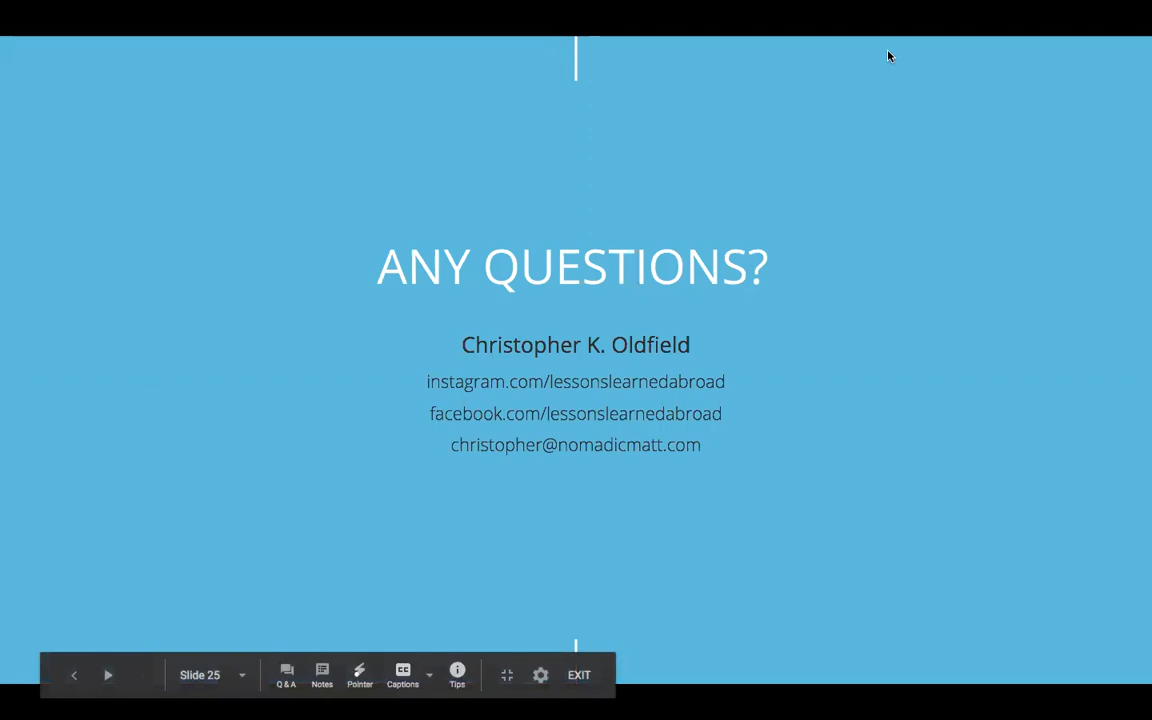 ANY QUESTIONS?
Christopher K. Oldfield
instagram.com/lessonslearnedabroad
facebook.com/lessonslearnedabroad
christopher@nomadicmatt.com
Slide 25
Q & A
Notes
Pointer
CC
Captions
Tips
EXIT